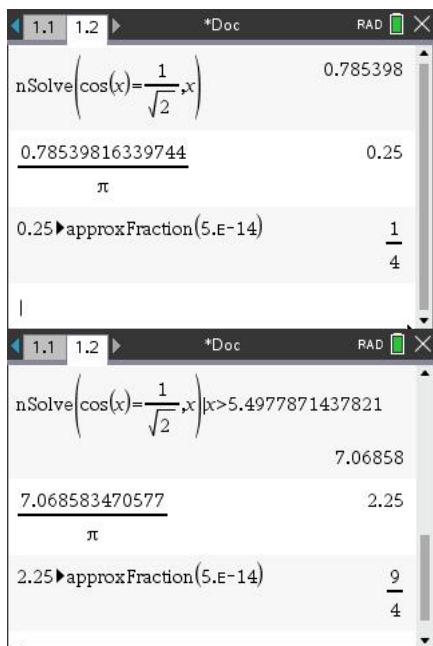 1.1 1.2 *Doc RAD
nSolve(cos(x)=1/√2,x) 0.785398
0.78539816339744/π 0.25
0.25▶approxFraction(5.E-14) 1/4
1.1 1.2 *Doc RAD
nSolve(cos(x)=1/√2,x)|x>5.4977871437821
7.06858
7.068583470577/π 2.25
2.25▶approxFraction(5.E-14) 9/4